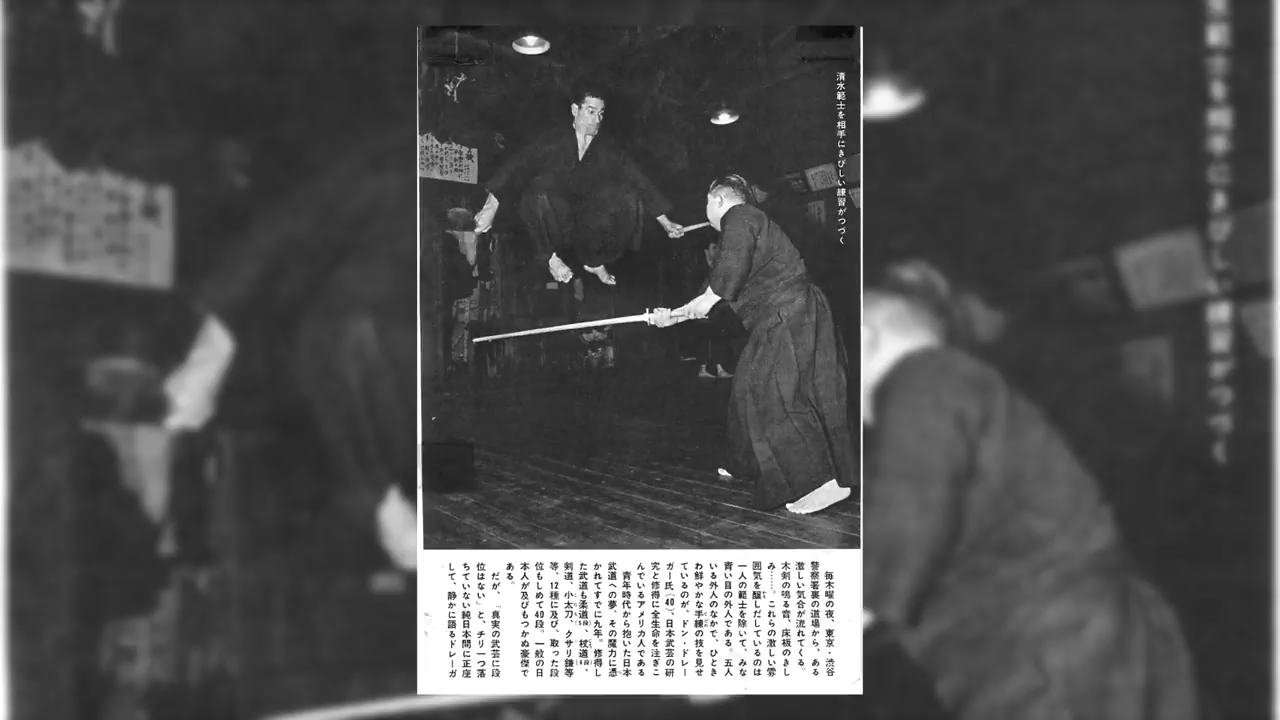 清水範士を相手にきびしい練習がつづく
毎木曜の夜、東京・渋谷
警察署裏の道場から、ある
激しい気合が流れてくる。
木剣の鳴る音、床板のきし
み……。これらの激しい雰
囲気を醸しだしているのは
一人の範士を除いて、みな
青い目の外人である。五人
いる外人のなかで、ひとき
わ鮮やかな手練の技を見せ
ているのが、ドン・ドレー
ガー氏(40)、日本武芸の研
究と修得に全生命を注ぎこ
んでいるアメリカ人である
青年時代から抱いた日本
武道への夢、その魔力に憑
かれてすでに九年。修得し
た武道も柔道、杖道、
剣道、小太刀、クサリ鎌等
等、12種に及び、取った段
位もしめて40段。一般の日
本人が及びもつかぬ豪傑で
ある。
だが、「真実の武芸に段
位はない」と、チリ一つ落
ちていない純日本間に正座
して、静かに語るドレーガ